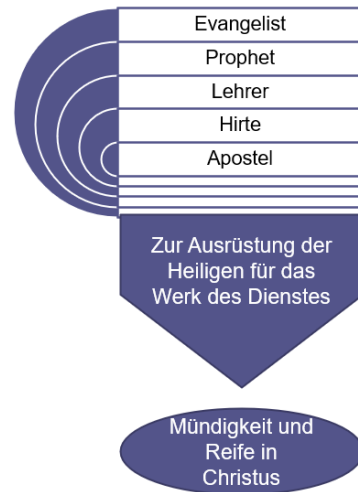 Evangelist
Prophet
Lehrer
Hirte
Apostel
Zur Ausrüstung der
Heiligen für das
Werk des Dienstes
Mündigkeit und
Reife in
Christus